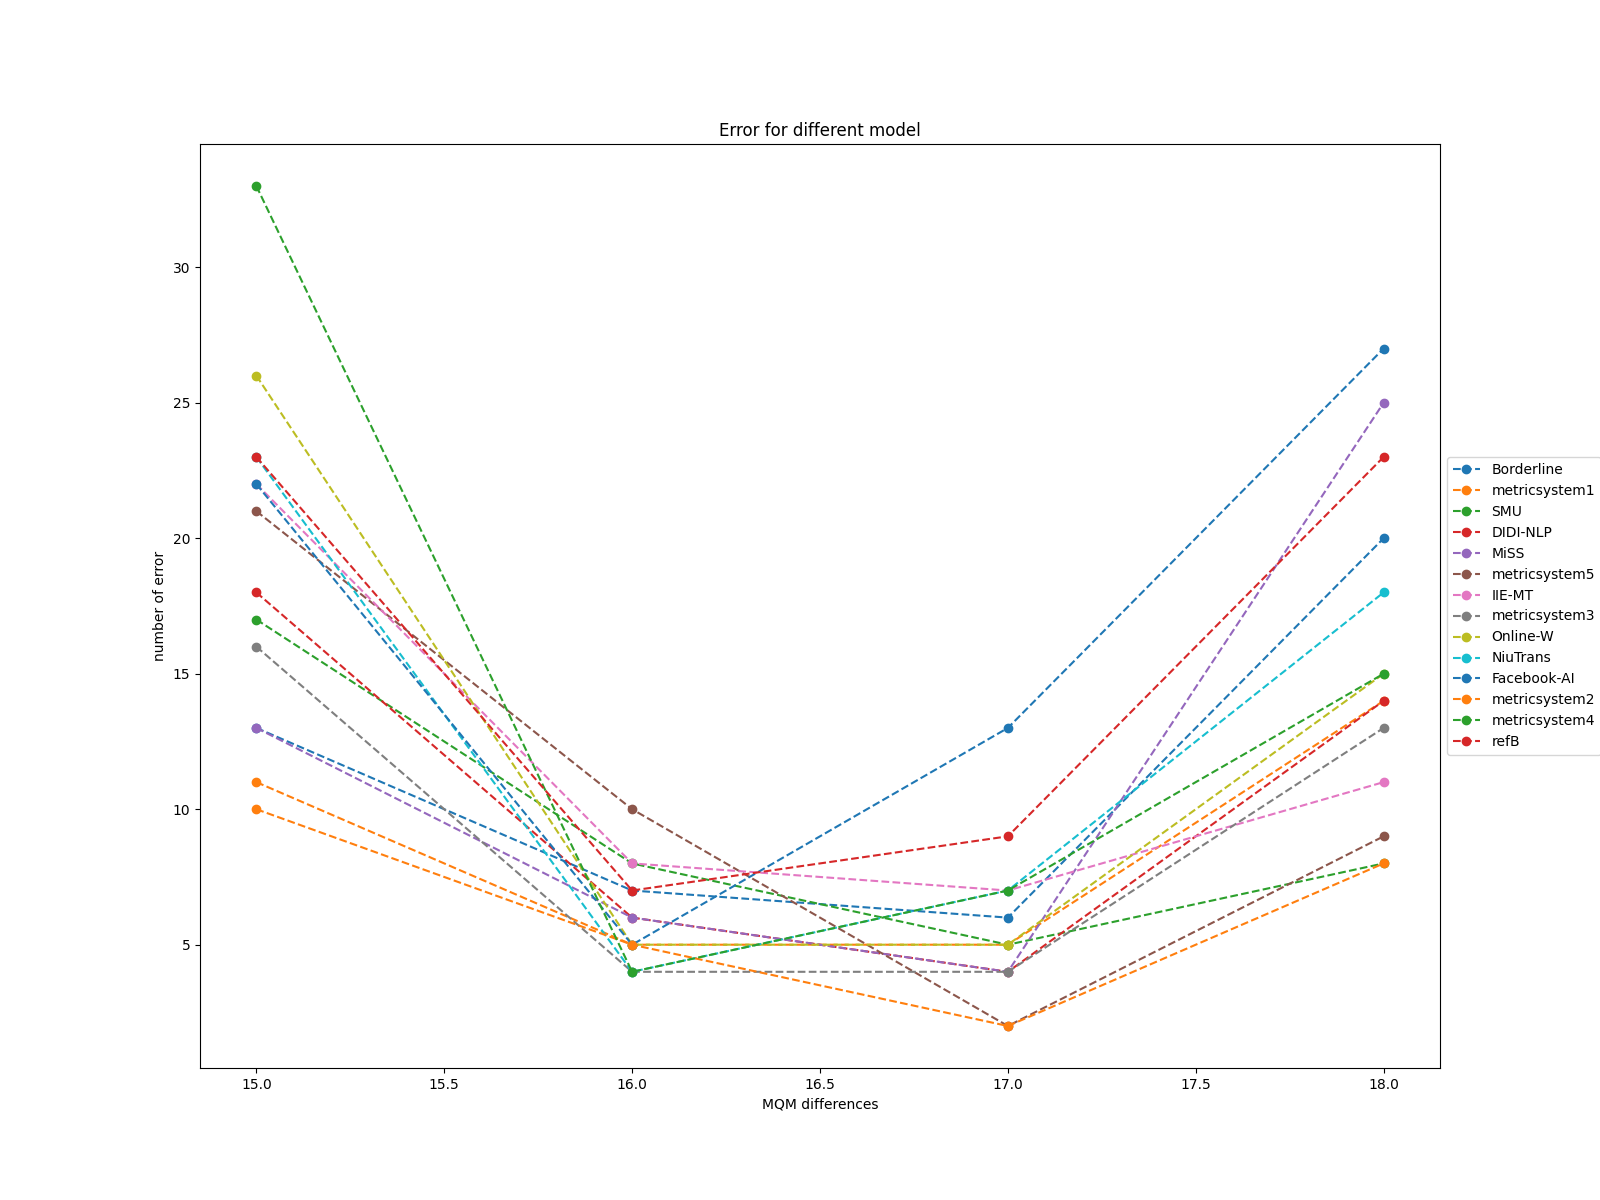 Error for different model
number of error
30
25
20
15
10
5
15.0 15.5 16.0 16.5 17.0 17.5 18.0
MQM differences
Borderline
metricsystem1
SMU
DIDI-NLP
MiSS
metricsystem5
IIE-MT
metricsystem3
Online-W
NiuTrans
Facebook-AI
metricsystem2
metricsystem4
refB